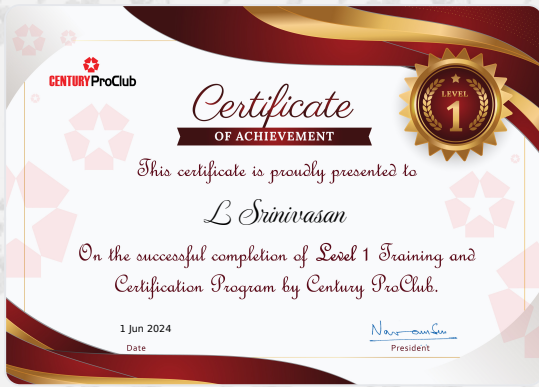 CENTURY ProClub
Certificate
OF ACHIEVEMENT
LEVEL
1
This certificate is proudly presented to
L Srinivasan
On the successful completion of Level 1 Training and
Certification Program by Century ProClub.
1 Jun 2024
Date
President